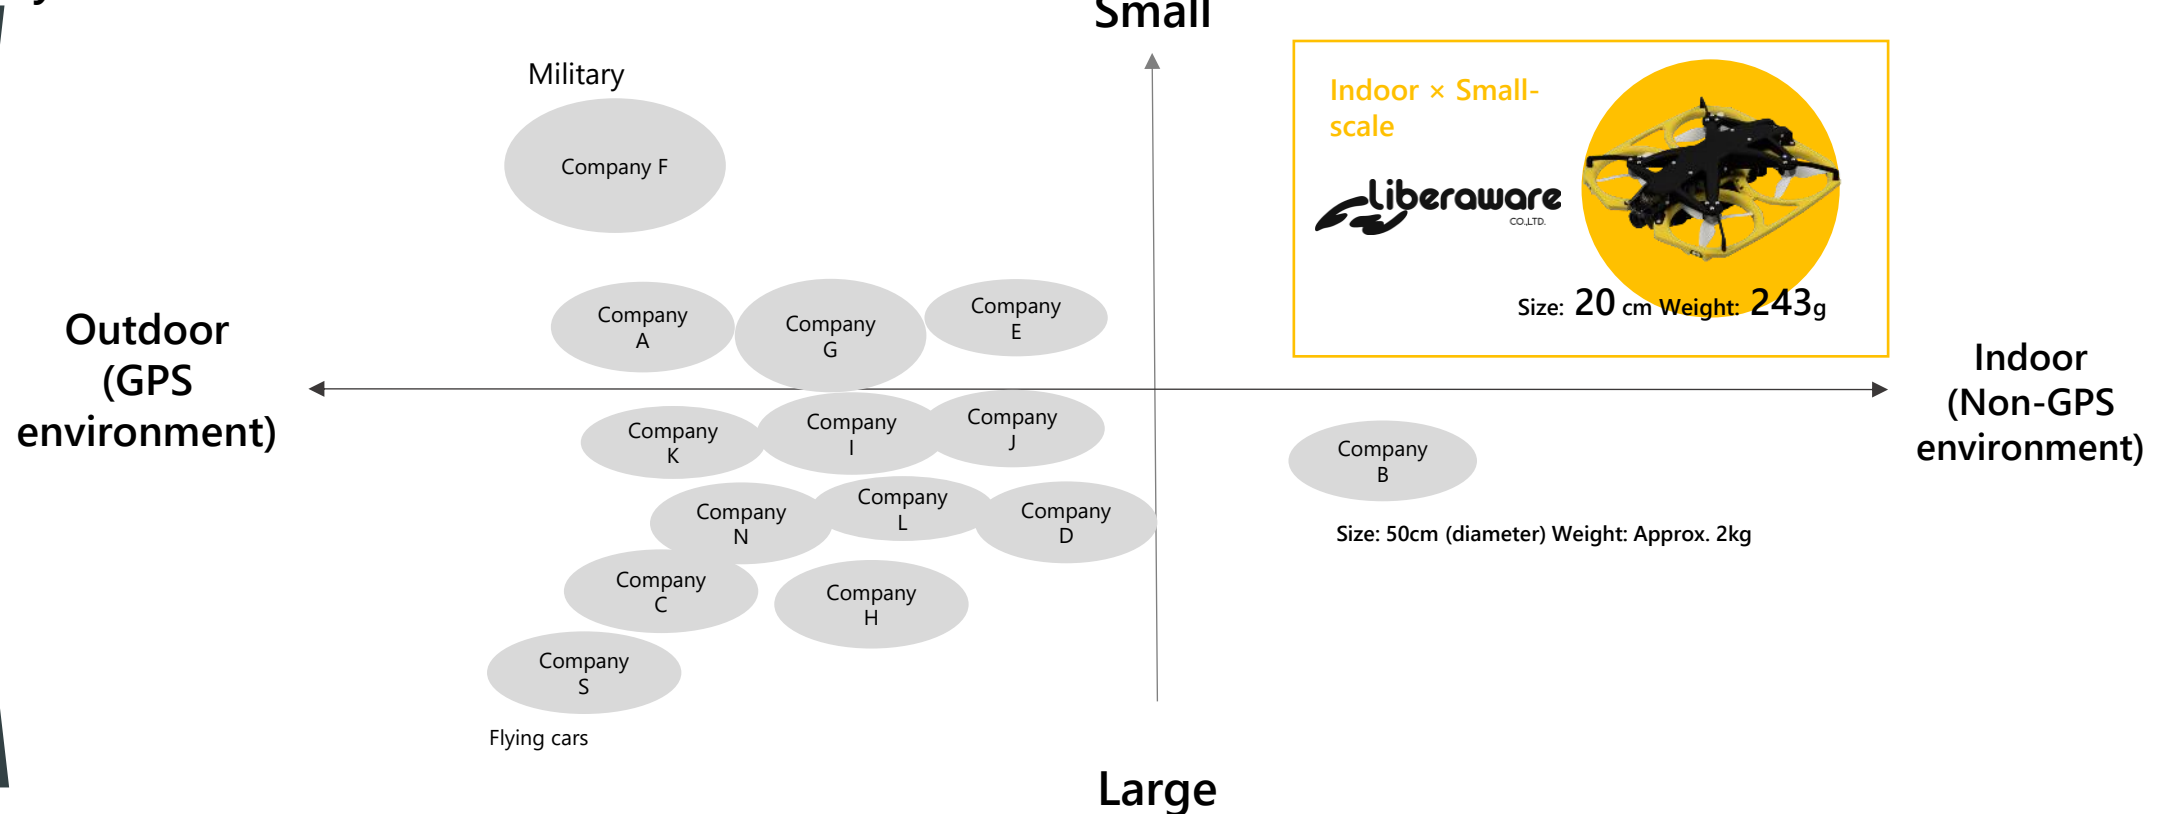 Small
Military
Indoor × Small-
scale
Company F
Liberaware
CO.,LTD.
Size: 20 cm Weight: 243g
Company
A
Company
G
Company
E
Outdoor
(GPS
environment)
Indoor
(Non-GPS
environment)
Company
K
Company
I
Company
J
Company
B
Company
N
Company
L
Company
D
Size: 50cm (diameter) Weight: Approx. 2kg
Company
C
Company
H
Company
S
Flying cars
Large